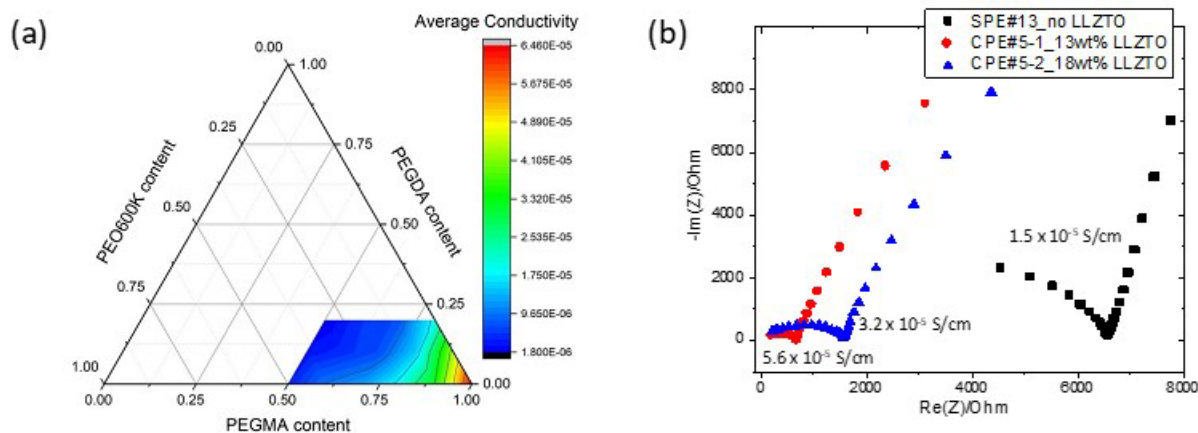 (a)
Average Conductivity
6.460E-05
5.675E-05
4.890E-05
4.105E-05
3.320E-05
2.535E-05
1.750E-05
9.650E-06
1.800E-06
0.00
1.00
0.25
0.75
0.50
0.50
0.75
0.25
1.00
0.00
PEO600K content
PEGDA content
0.00
0.25
0.50
0.75
1.00
PEGMA content
(b)
SPE#13_no LLZTO
CPE#5-1_13wt% LLZTO
CPE#5-2_18wt% LLZTO
8000
6000
4000
2000
0
-Im(Z)/Ohm
1.5 x 10-5 S/cm
3.2 x 10-5 S/cm
5.6 x 10-5 S/cm
0
2000
4000
6000
8000
Re(Z)/Ohm